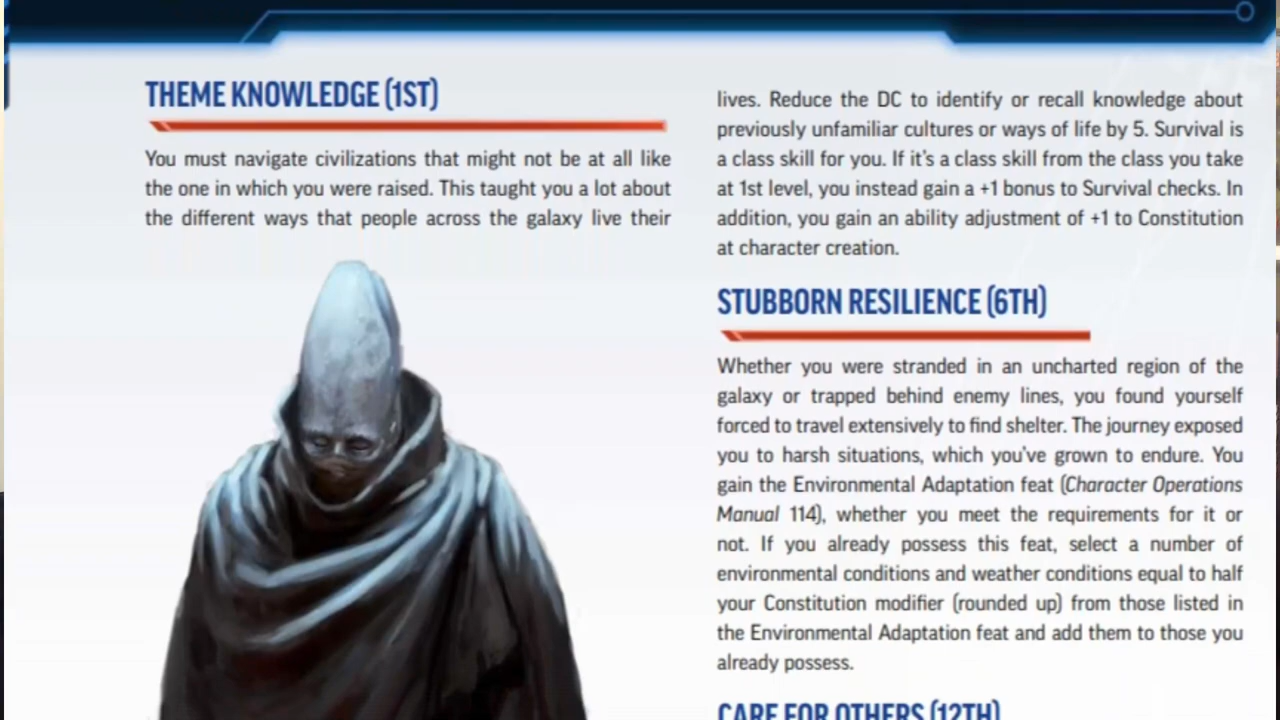 THEME KNOWLEDGE (1ST)
You must navigate civilizations that might not be at all like
the one in which you were raised. This taught you a lot about
the different ways that people across the galaxy live their
lives. Reduce the DC to identify or recall knowledge about
previously unfamiliar cultures or ways of life by 5. Survival is
a class skill for you. If it's a class skill from the class you take
at 1st level, you instead gain a +1 bonus to Survival checks. In
addition, you gain an ability adjustment of +1 to Constitution
at character creation.
STUBBORN RESILIENCE (6TH)
Whether you were stranded in an uncharted region of the
galaxy or trapped behind enemy lines, you found yourself
forced to travel extensively to find shelter. The journey exposed
you to harsh situations, which you've grown to endure. You
gain the Environmental Adaptation feat (Character Operations
Manual 114), whether you meet the requirements for it or
not. If you already possess this feat, select a number of
environmental conditions and weather conditions equal to half
your Constitution modifier (rounded up) from those listed in
the Environmental Adaptation feat and add them to those you
already possess.
CARE FOR OTHERS (12TH)